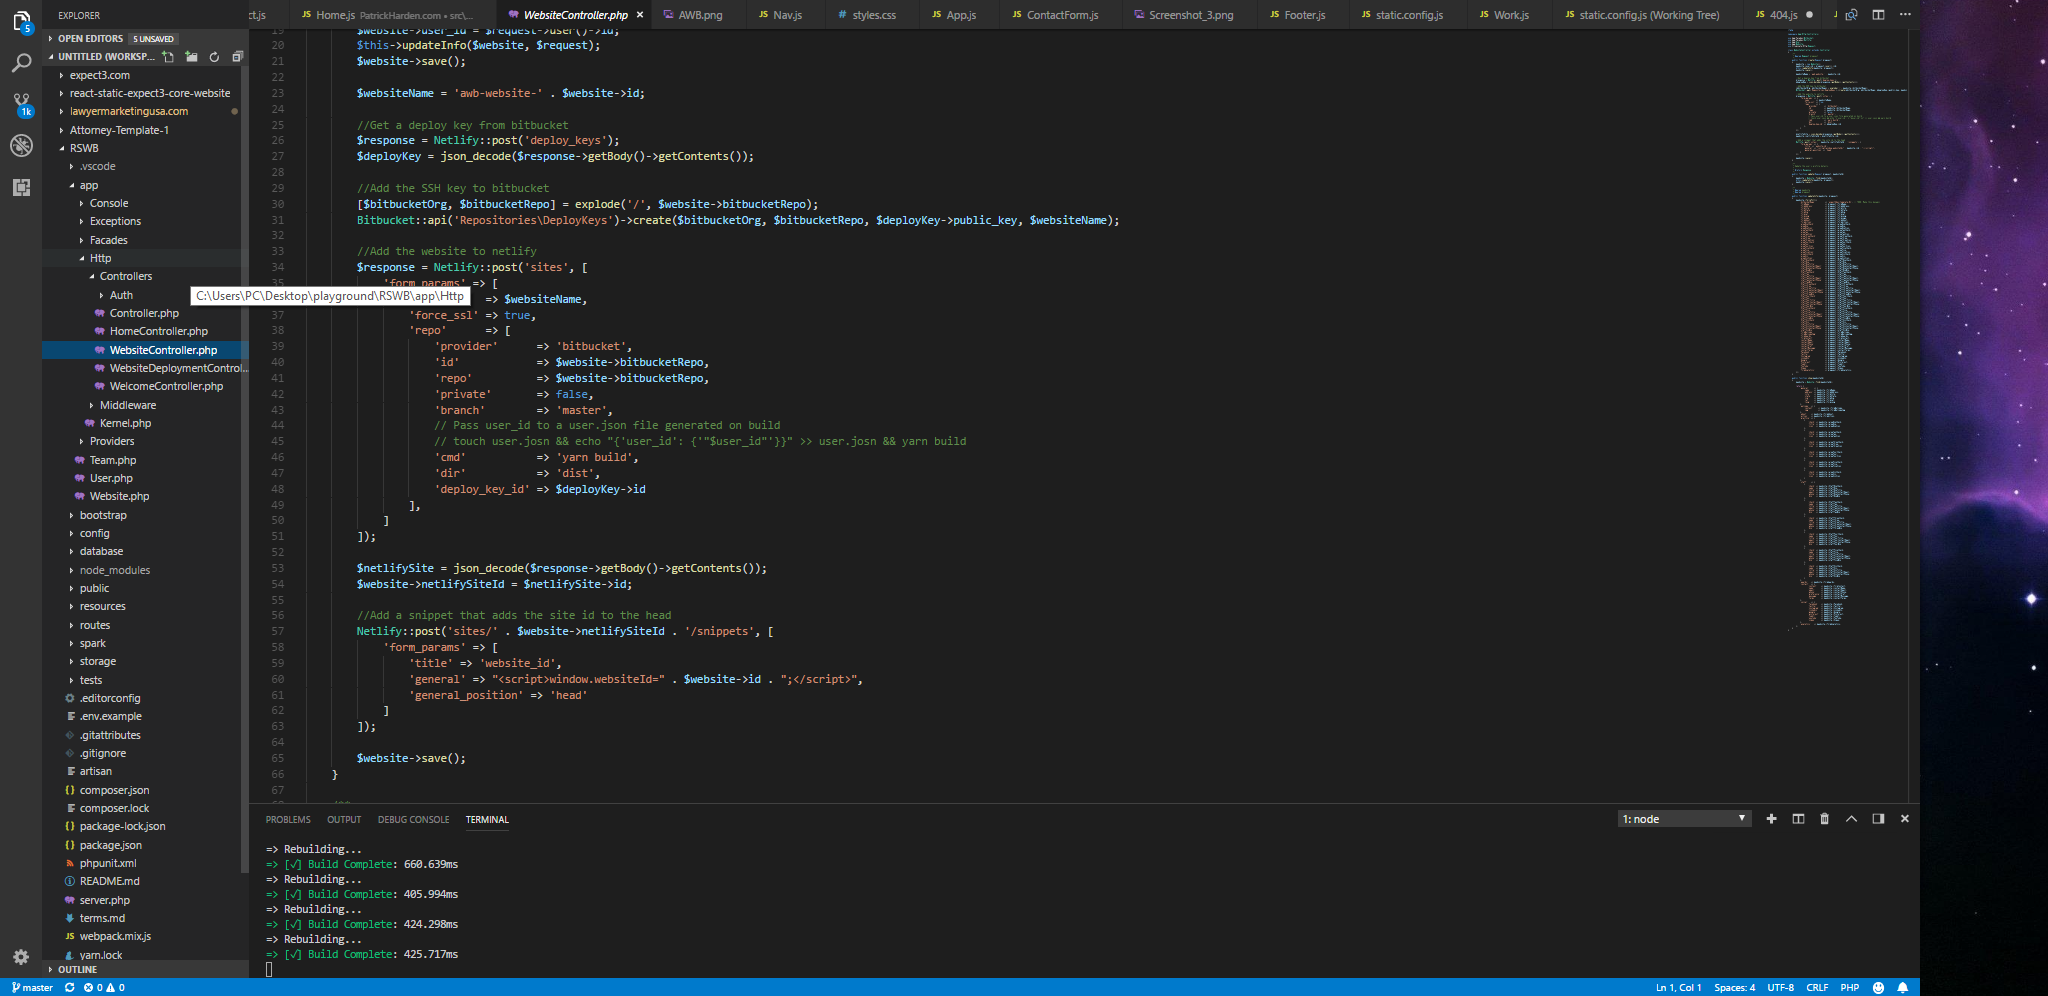 5
1k
EXPLORER
OPEN EDITORS 5 UNSAVED
UNTITLED (WORKSP...
expect3.com
react-static-expect3-core-website
lawyermarketingusa.com
Attorney-Template-1
RSWB
.vscode
app
Console
Exceptions
Facades
Http
Controllers
Auth
Controller.php
HomeController.php
WebsiteController.php
WebsiteDeploymentControl...
WelcomeController.php
Middleware
Kernel.php
Providers
Team.php
User.php
Website.php
bootstrap
config
database
node_modules
public
resources
routes
spark
storage
tests
.editorconfig
.env.example
.gitattributes
.gitignore
artisan
composer.json
composer.lock
package-lock.json
package.json
phpunit.xml
README.md
server.php
terms.md
webpack.mix.js
yarn.lock
OUTLINE
C:\Users\PC\Desktop\playground\RSWB\app\Http
ct.js
JS Home.js PatrickHarden.com • src\...
WebsiteController.php ×
AWB.png
JS Nav.js
# styles.css
JS App.js
JS ContactForm.js
Screenshot_3.png
JS Footer.js
JS static.config.js
JS Work.js
JS static.config.js (Working Tree)
JS 404.js
19 $website->user_id = $request->user()->id;
20 $this->updateInfo($website, $request);
21 $website->save();
22
23 $websiteName = 'awb-website-' . $website->id;
24
25 //Get a deploy key from bitbucket
26 $response = Netlify::post('deploy_keys');
27 $deployKey = json_decode($response->getBody()->getContents());
28
29 //Add the SSH key to bitbucket
30 [$bitbucketOrg, $bitbucketRepo] = explode('/', $website->bitbucketRepo);
31 Bitbucket::api('Repositories\DeployKeys')->create($bitbucketOrg, $bitbucketRepo, $deployKey->public_key, $websiteName);
32
33 //Add the website to netlify
34 $response = Netlify::post('sites', [
35 'form_params' => [
=> $websiteName,
37 'force_ssl' => true,
38 'repo' => [
39 'provider' => 'bitbucket',
40 'id' => $website->bitbucketRepo,
41 'repo' => $website->bitbucketRepo,
42 'private' => false,
43 'branch' => 'master',
44 // Pass user_id to a user.json file generated on build
45 // touch user.josn && echo "{'user_id': {'"$user_id"'}}" >> user.josn && yarn build
46 'cmd' => 'yarn build',
47 'dir' => 'dist',
48 'deploy_key_id' => $deployKey->id
49 ],
50 ]
51 ]);
52
53 $netlifySite = json_decode($response->getBody()->getContents());
54 $website->netlifySiteId = $netlifySite->id;
55
56 //Add a snippet that adds the site id to the head
57 Netlify::post('sites/' . $website->netlifySiteId . '/snippets', [
58 'form_params' => [
59 'title' => 'website_id',
60 'general' => "<script>window.websiteId=" . $website->id . ";</script>",
61 'general_position' => 'head'
62 ]
63 ]);
64
65 $website->save();
66 }
67
PROBLEMS OUTPUT DEBUG CONSOLE TERMINAL
1: node
=> Rebuilding...
=> [√] Build Complete: 660.639ms
=> Rebuilding...
=> [√] Build Complete: 405.994ms
=> Rebuilding...
=> [√] Build Complete: 424.298ms
=> Rebuilding...
=> [√] Build Complete: 425.717ms
master 0 0
Ln 1, Col 1 Spaces: 4 UTF-8 CRLF PHP